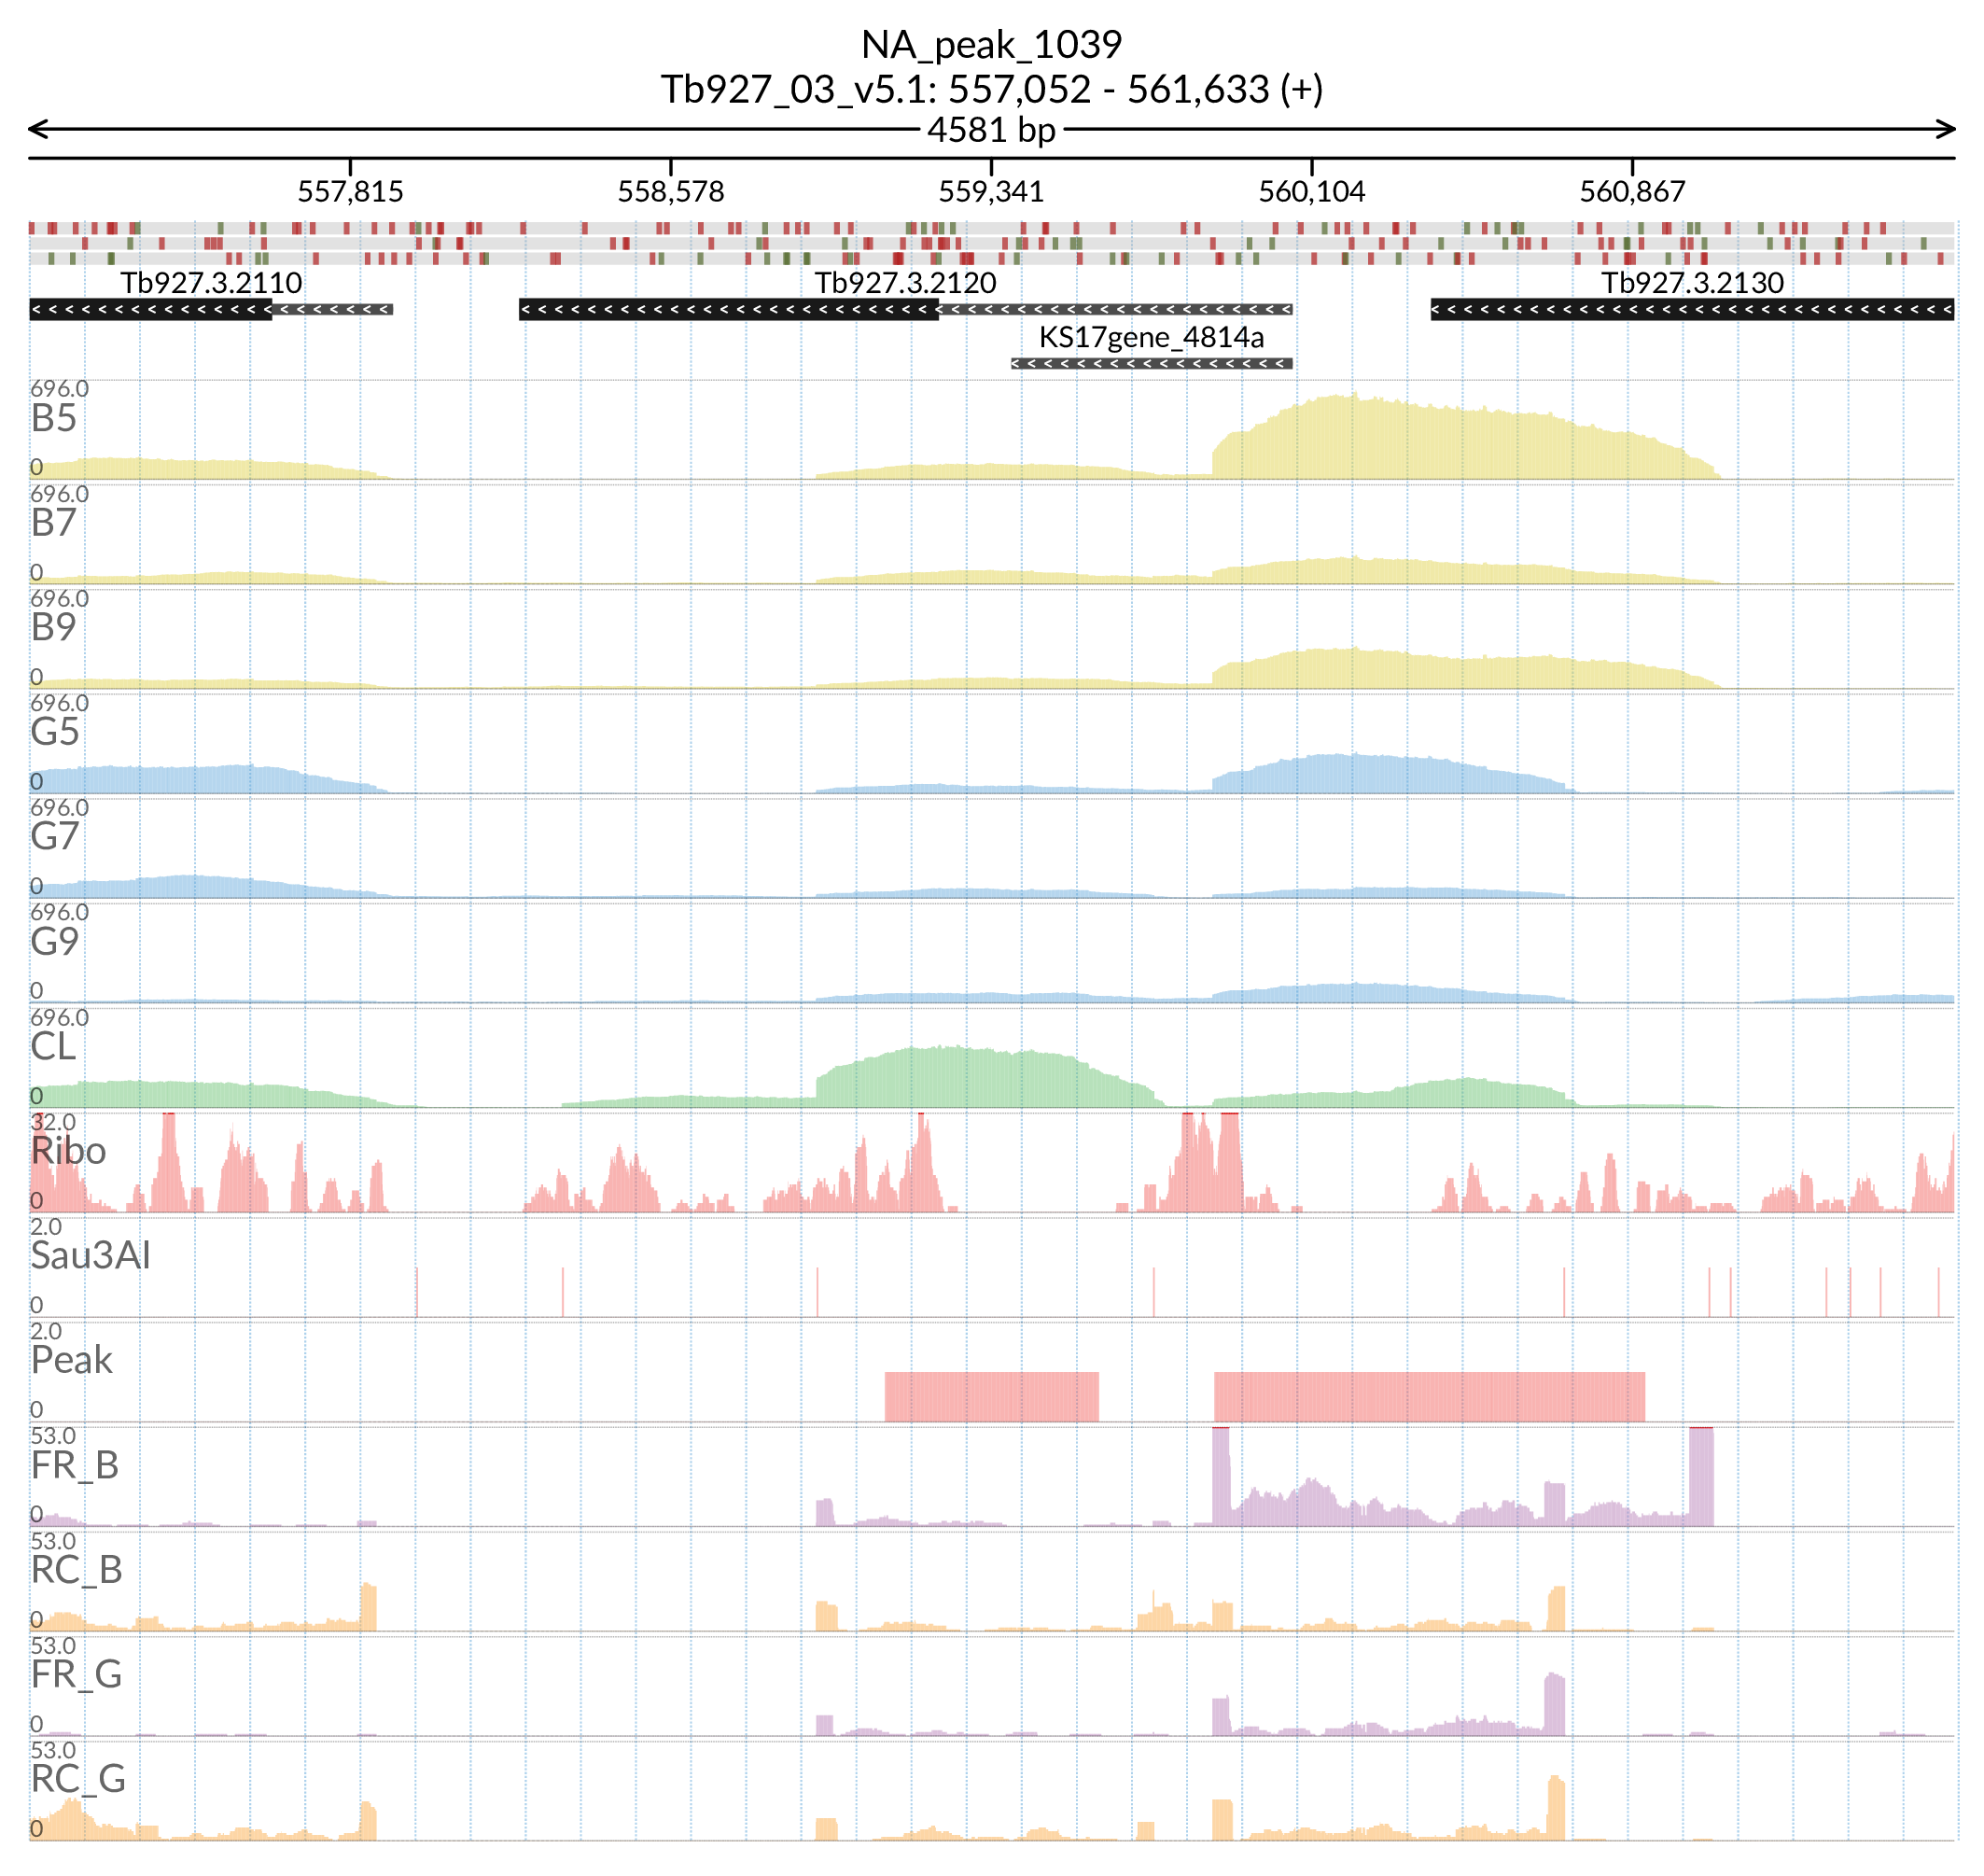 NA_peak_1039
Tb927_03_v5.1: 557,052 - 561,633 (+)
4581 bp
557,815 558,578 559,341 560,104 560,867
Tb927.3.2110 Tb927.3.2120 Tb927.3.2130
KS17gene_4814a
696.0
B5
0
696.0
B7
0
696.0
B9
0
696.0
G5
0
696.0
G7
0
696.0
G9
0
696.0
CL
0
32.0
Ribo
0
2.0
Sau3AI
0
2.0
Peak
0
53.0
FR_B
0
53.0
RC_B
0
53.0
FR_G
0
53.0
RC_G
0